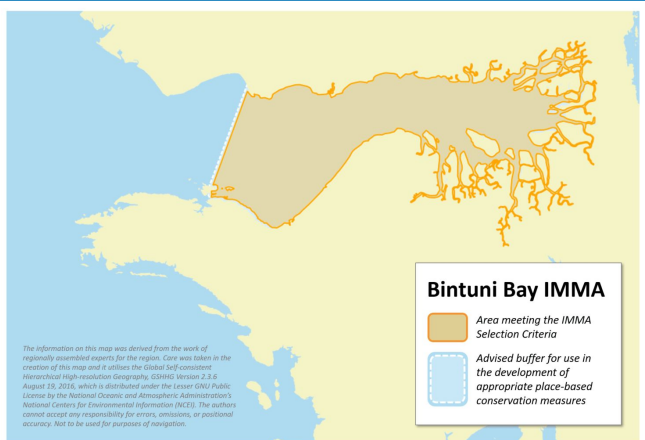 Bintuni Bay IMMA
Area meeting the IMMA
Selection Criteria
Advised buffer for use in
the development of
appropriate place-based
conservation measures
The information on this map was derived from the work of
regionally assembled experts for the region. Care was taken in the
creation of this map and it utilises the Global Self-consistent
Hierarchical High-resolution Geography, GSHHG Version 2.3.6
August 19, 2016, which is distributed under the Lesser GNU Public
License by the National Oceanic and Atmospheric Administration's
National Centers for Environmental Information (NCEI). The authors
cannot accept any responsibility for errors, omissions, or positional
accuracy. Not to be used for purposes of navigation.